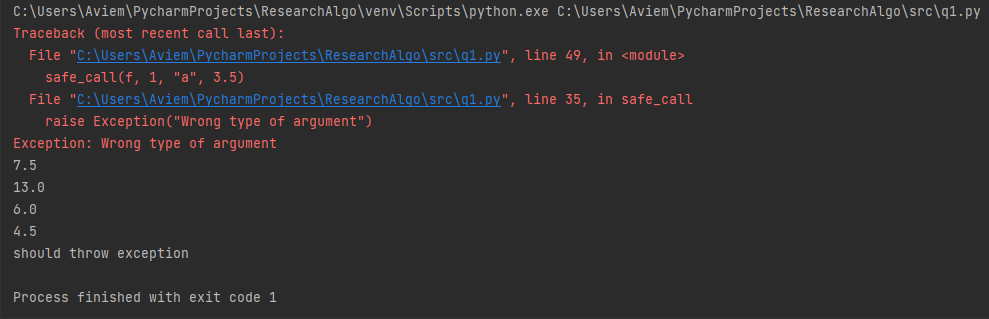 C:\Users\Aviem\PycharmProjects\ResearchAlgo\venv\Scripts\python.exe C:\Users\Aviem\PycharmProjects\ResearchAlgo\src\q1.py
Traceback (most recent call last):
  File "C:\Users\Aviem\PycharmProjects\ResearchAlgo\src\q1.py", line 49, in <module>
    safe_call(f, 1, "a", 3.5)
  File "C:\Users\Aviem\PycharmProjects\ResearchAlgo\src\q1.py", line 35, in safe_call
    raise Exception("Wrong type of argument")
Exception: Wrong type of argument
7.5
13.0
6.0
4.5
should throw exception
Process finished with exit code 1